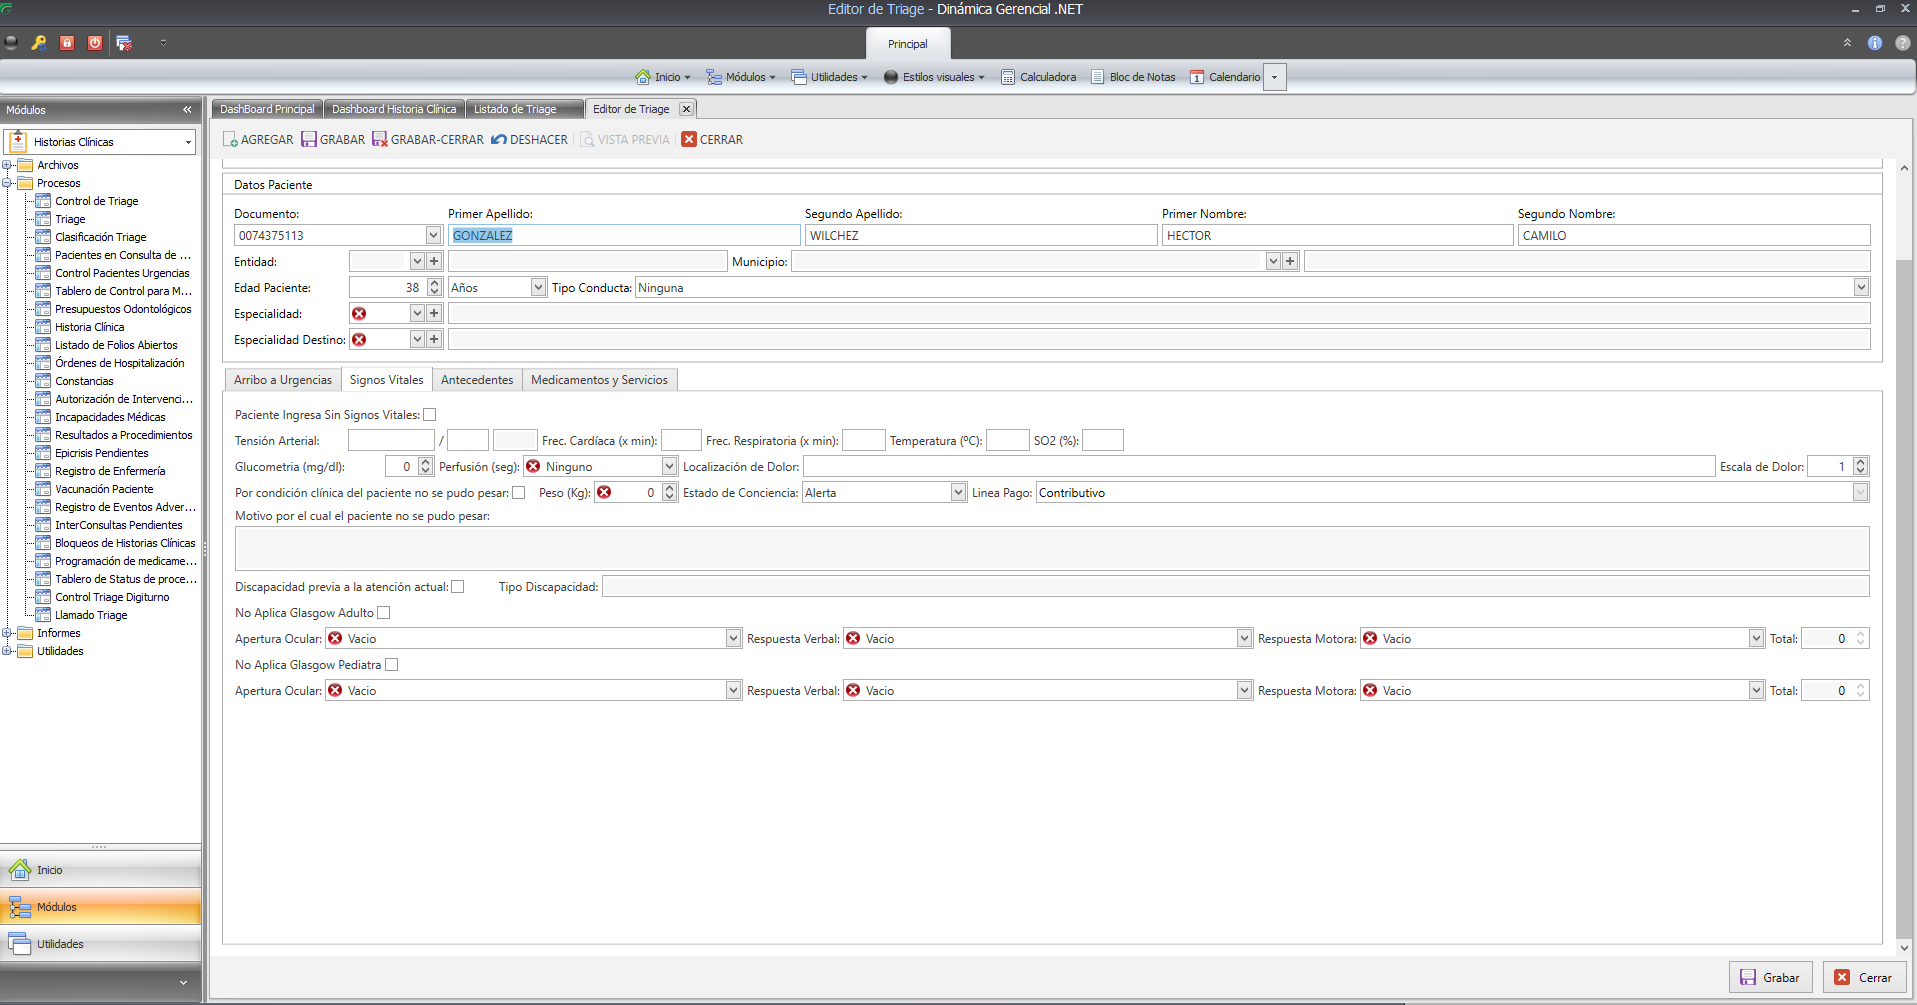 Editor de Triage - Dinámica Gerencial .NET
Principal
Inicio
Módulos
Utilidades
Estilos visuales
Calculadora
Bloc de Notas
1 Calendario
Módulos
DashBoard Principal
Dashboard Historia Clínica
Listado de Triage
Editor de Triage
Historias Clínicas
AGREGAR
GRABAR
GRABAR-CERRAR
DESHACER
VISTA PREVIA
CERRAR
Archivos
Procesos
Control de Triage
Triage
Clasificación Triage
Pacientes en Consulta de ...
Control Pacientes Urgencias
Tablero de Control para M...
Presupuestos Odontológicos
Historia Clínica
Listado de Folios Abiertos
Órdenes de Hospitalización
Constancias
Autorización de Intervenci...
Incapacidades Médicas
Resultados a Procedimientos
Epicrisis Pendientes
Registro de Enfermería
Vacunación Paciente
Registro de Eventos Adver...
InterConsultas Pendientes
Bloqueos de Historias Clínicas
Programación de medicame...
Tablero de Status de proce...
Control Triage Digiturno
Llamado Triage
Informes
Utilidades
Inicio
Módulos
Utilidades
Datos Paciente
Documento: Primer Apellido: Segundo Apellido: Primer Nombre: Segundo Nombre:
0074375113 GONZALEZ WILCHEZ HECTOR CAMILO
Entidad: Municipio:
Edad Paciente: 38 Años Tipo Conducta: Ninguna
Especialidad:
Especialidad Destino:
Arribo a Urgencias Signos Vitales Antecedentes Medicamentos y Servicios
Paciente Ingresa Sin Signos Vitales:
Tensión Arterial: / Frec. Cardíaca (x min): Frec. Respiratoria (x min): Temperatura (ºC): SO2 (%):
Glucometria (mg/dl): 0 Perfusión (seg): Ninguno Localización de Dolor: Escala de Dolor: 1
Por condición clínica del paciente no se pudo pesar: Peso (Kg): 0 Estado de Conciencia: Alerta Linea Pago: Contributivo
Motivo por el cual el paciente no se pudo pesar:
Discapacidad previa a la atención actual: Tipo Discapacidad:
No Aplica Glasgow Adulto
Apertura Ocular: Vacio Respuesta Verbal: Vacio Respuesta Motora: Vacio Total: 0
No Aplica Glasgow Pediatra
Apertura Ocular: Vacio Respuesta Verbal: Vacio Respuesta Motora: Vacio Total: 0
Grabar Cerrar